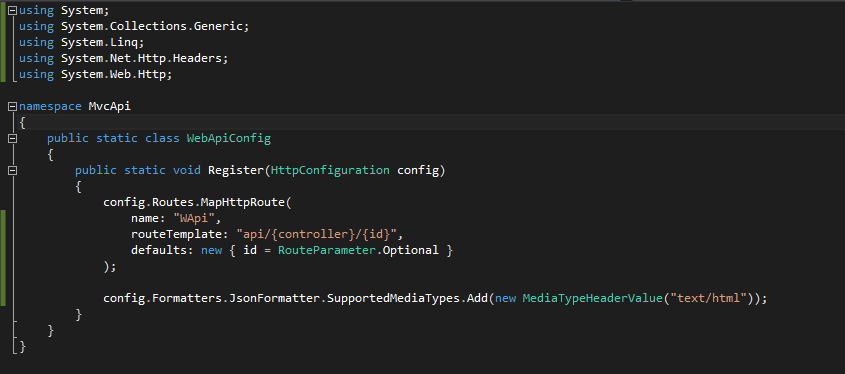 using System;
using System.Collections.Generic;
using System.Linq;
using System.Net.Http.Headers;
using System.Web.Http;
namespace MvcApi
{
public static class WebApiConfig
{
public static void Register(HttpConfiguration config)
{
config.Routes.MapHttpRoute(
name: "WApi",
routeTemplate: "api/{controller}/{id}",
defaults: new { id = RouteParameter.Optional }
);
config.Formatters.JsonFormatter.SupportedMediaTypes.Add(new MediaTypeHeaderValue("text/html"));
}
}
}